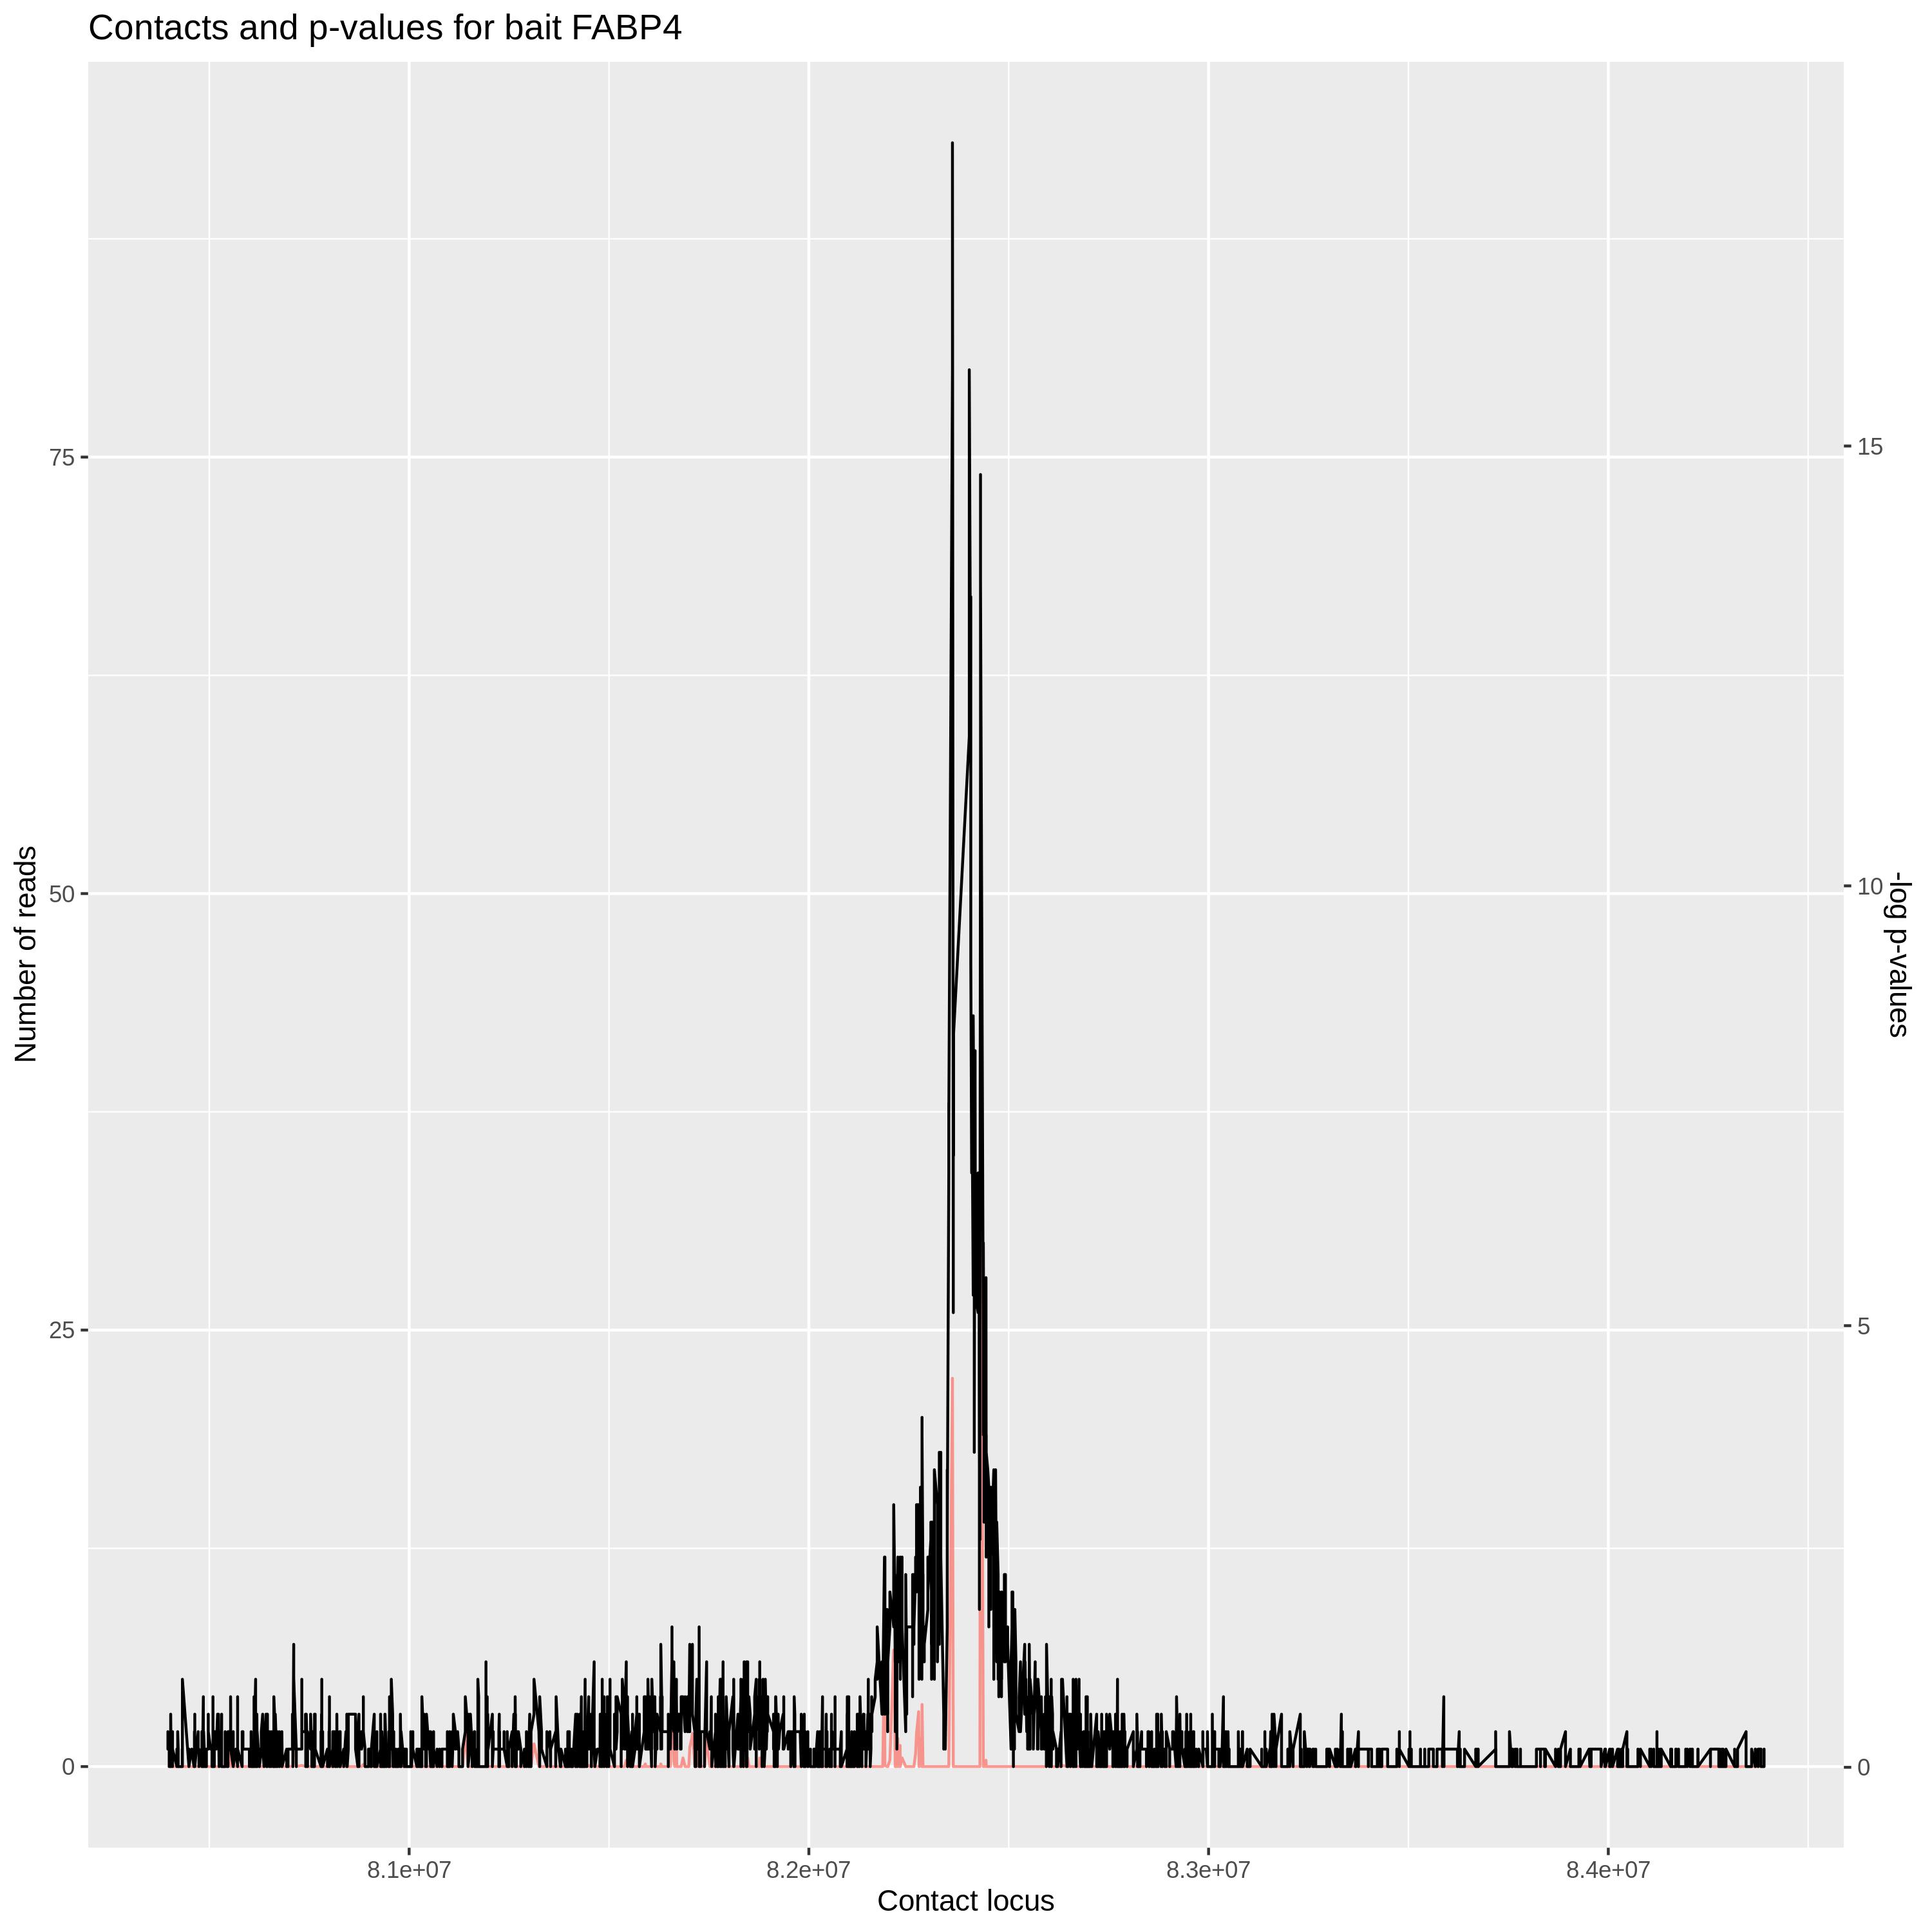 Contacts and p-values for bait FABP4
Number of reads
75
50
25
0
15
10
5
0
-log p-values
8.1e+07
8.2e+07
8.3e+07
8.4e+07
Contact locus